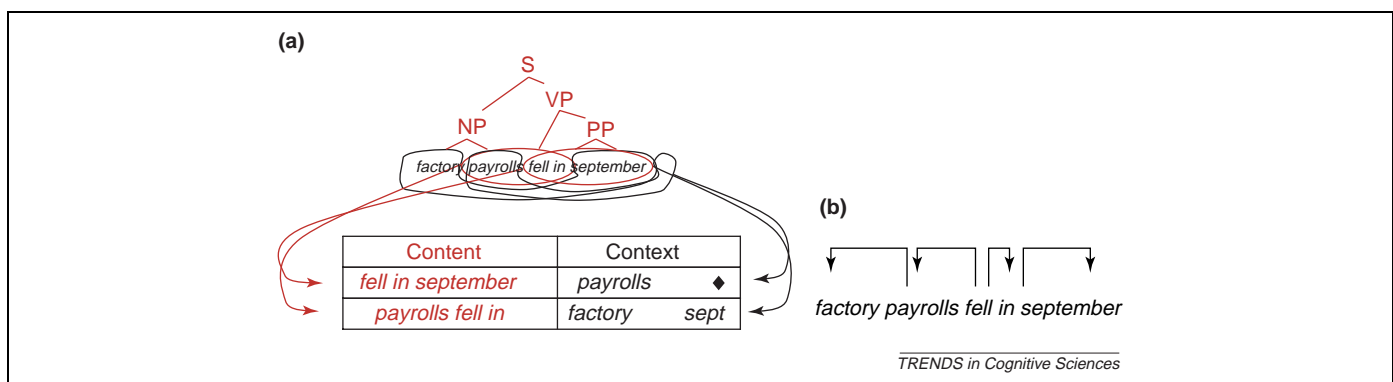 (a)
S
VP
NP PP
factory payrolls fell in september
(b)
Content Context
fell in september payrolls ♦
payrolls fell in factory sept
factory payrolls fell in september
TRENDS in Cognitive Sciences